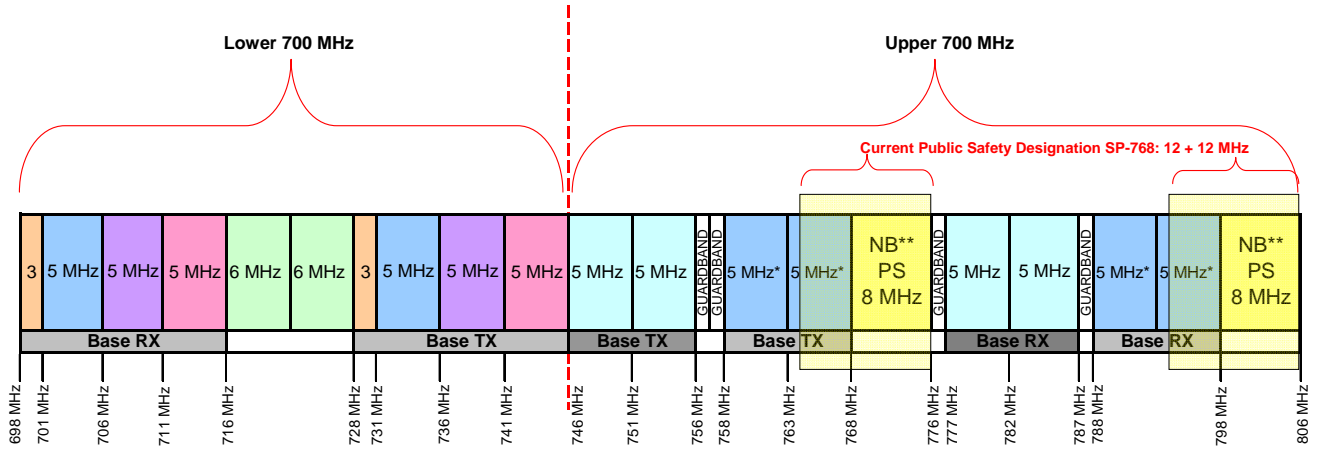 Lower 700 MHz
Upper 700 MHz
Current Public Safety Designation SP-768: 12 + 12 MHz
3
5 MHz
5 MHz
5 MHz
6 MHz
6 MHz
3
5 MHz
5 MHz
5 MHz
5 MHz
5 MHz
GUARDBAND
GUARDBAND
5 MHz*
5 MHz*
NB**
PS
8 MHz
GUARDBAND
5 MHz
5 MHz
GUARDBAND
5 MHz*
5 MHz*
NB**
PS
8 MHz
Base RX
Base TX
Base TX
Base TX
Base RX
Base RX
698 MHz
701 MHz
706 MHz
711 MHz
716 MHz
728 MHz
731 MHz
736 MHz
741 MHz
746 MHz
751 MHz
756 MHz
758 MHz
763 MHz
768 MHz
776 MHz
777 MHz
782 MHz
787 MHz
788 MHz
798 MHz
806 MHz